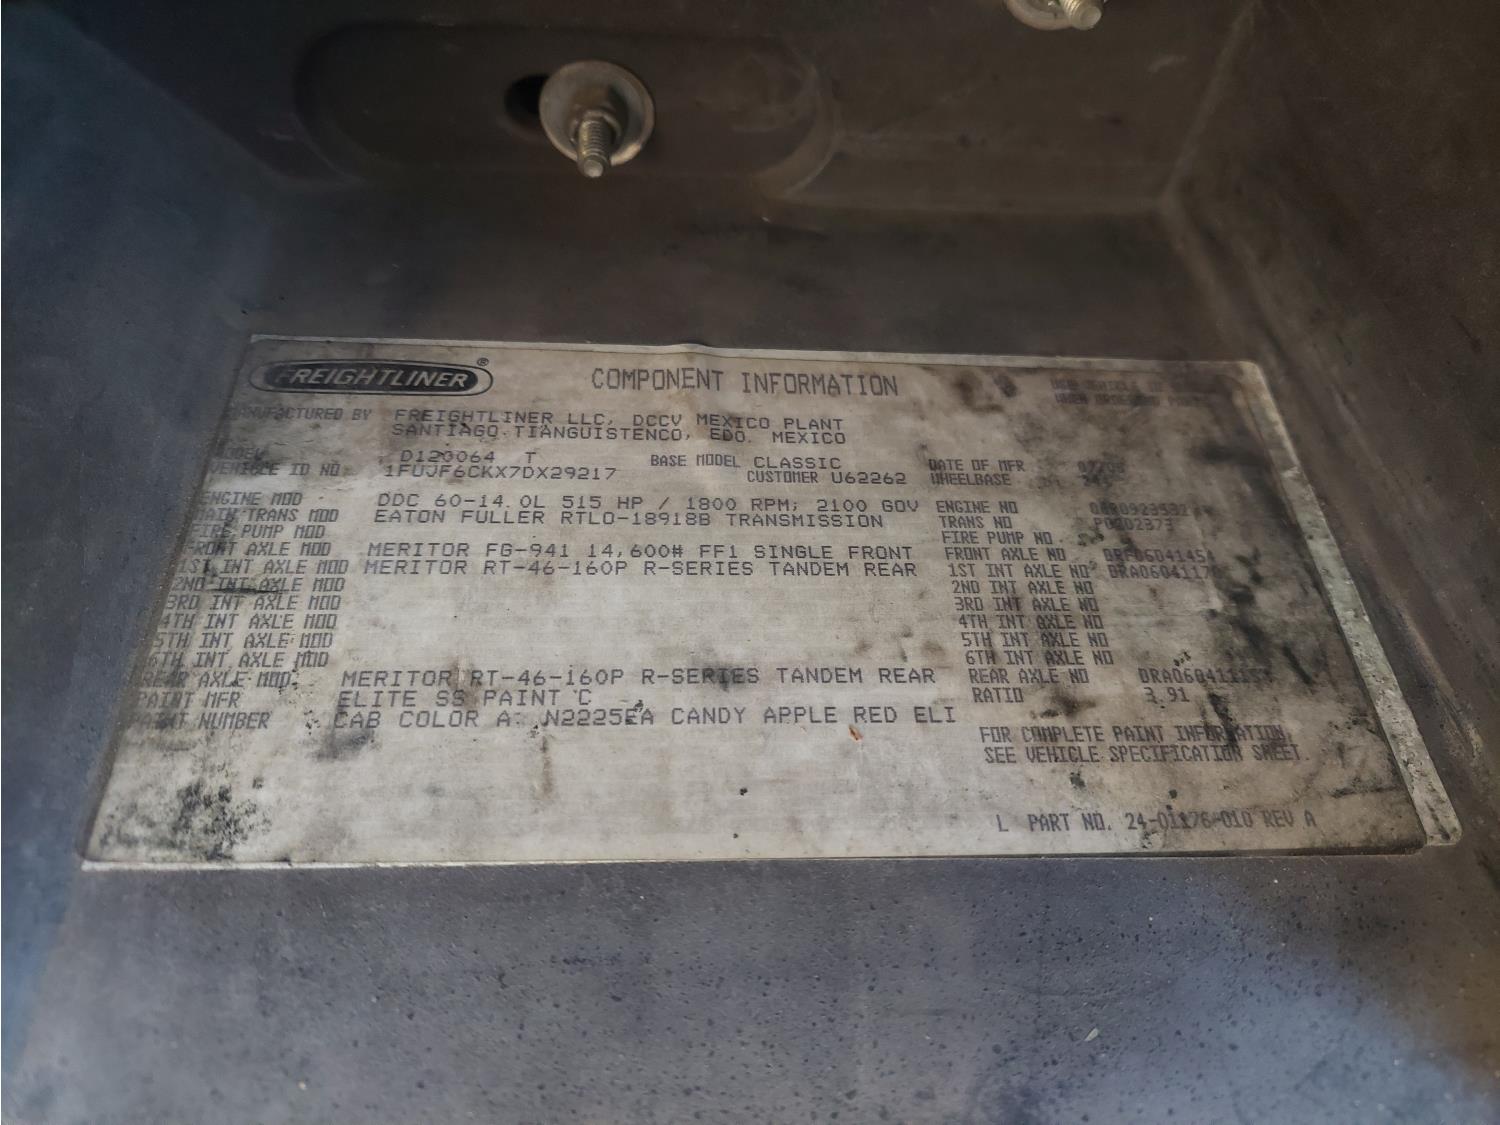 FREIGHTLINER ®
COMPONENT INFORMATION
MANUFACTURED BY FREIGHTLINER LLC, DCCV MEXICO PLANT
SANTIAGO TIANGUISTENCO, EDO. MEXICO
MODEL D120064 T BASE MODEL CLASSIC DATE OF MFR
VEHICLE ID NO 1FUJF6CKX7DX29217 CUSTOMER U62262 WHEELBASE
ENGINE MOD DDC 60-14.0L 515 HP / 1800 RPM; 2100 GOV ENGINE NO
MAIN TRANS MOD EATON FULLER RTLO-18918B TRANSMISSION TRANS NO
FIRE PUMP MOD FIRE PUMP NO
FRONT AXLE MOD MERITOR FG-941 14,600# FF1 SINGLE FRONT FRONT AXLE NO
1ST INT AXLE MOD MERITOR RT-46-160P R-SERIES TANDEM REAR 1ST INT AXLE NO
2ND INT AXLE MOD 2ND INT AXLE NO
3RD INT AXLE MOD 3RD INT AXLE NO
4TH INT AXLE MOD 4TH INT AXLE NO
5TH INT AXLE MOD 5TH INT AXLE NO
6TH INT AXLE MOD 6TH INT AXLE NO
REAR AXLE MOD MERITOR RT-46-160P R-SERIES TANDEM REAR REAR AXLE NO
PAINT MFR ELITE SS PAINT C RATIO 3.91
PAINT NUMBER CAB COLOR A: N2225EA CANDY APPLE RED ELI
FOR COMPLETE PAINT INFORMATION,
SEE VEHICLE SPECIFICATION SHEET.
L PART NO. 24-01176-010 REV A